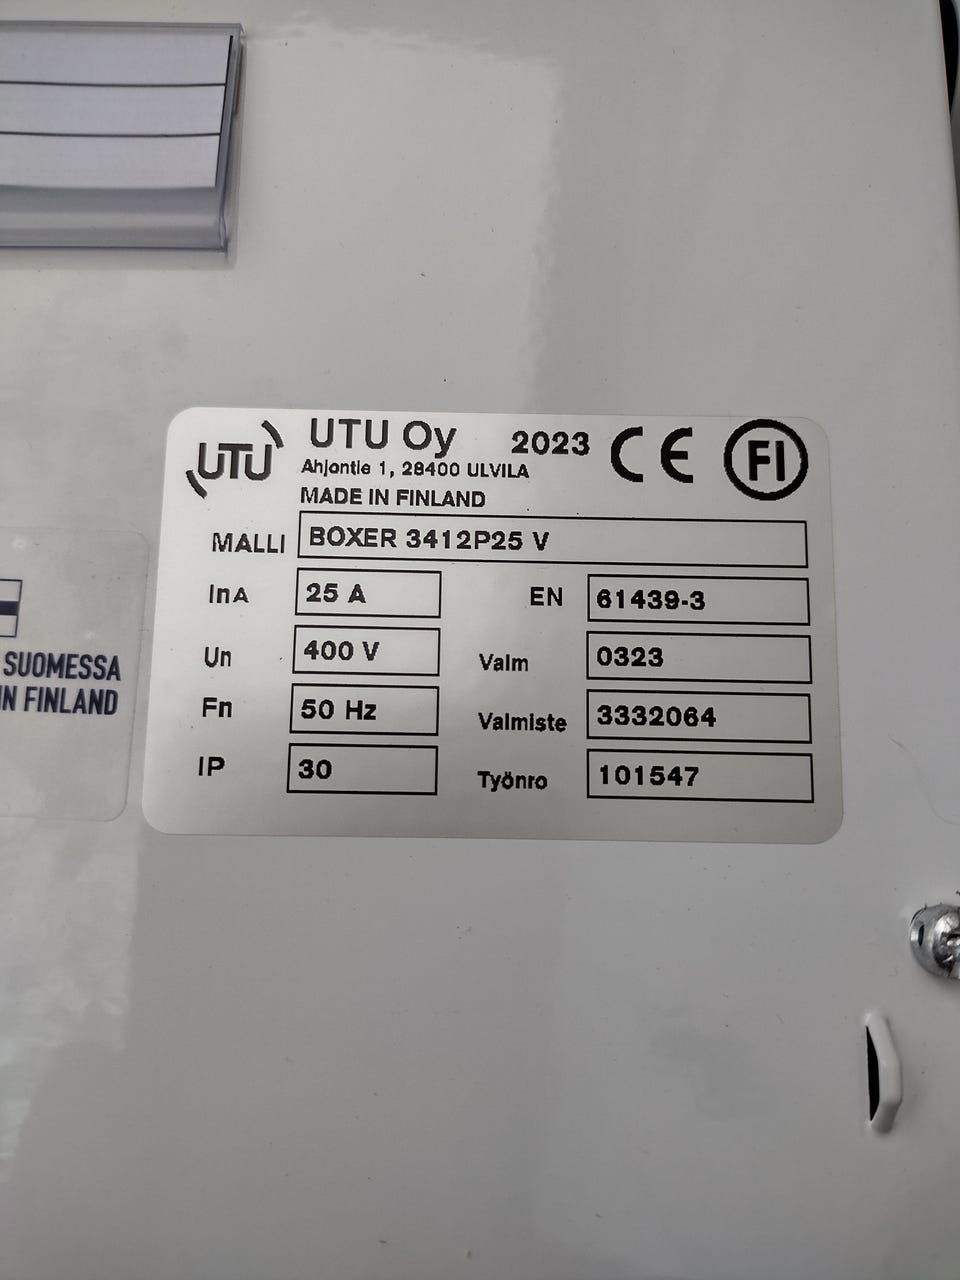 UTU
UTU Oy 2023 CE FI
Ahjontie 1, 28400 ULVILA
MADE IN FINLAND
MALLI BOXER 3412P25 V
InA 25 A EN 61439-3
Un 400 V Valm 0323
Fn 50 Hz Valmiste 3332064
IP 30 Työnro 101547
SUOMESSA
IN FINLAND